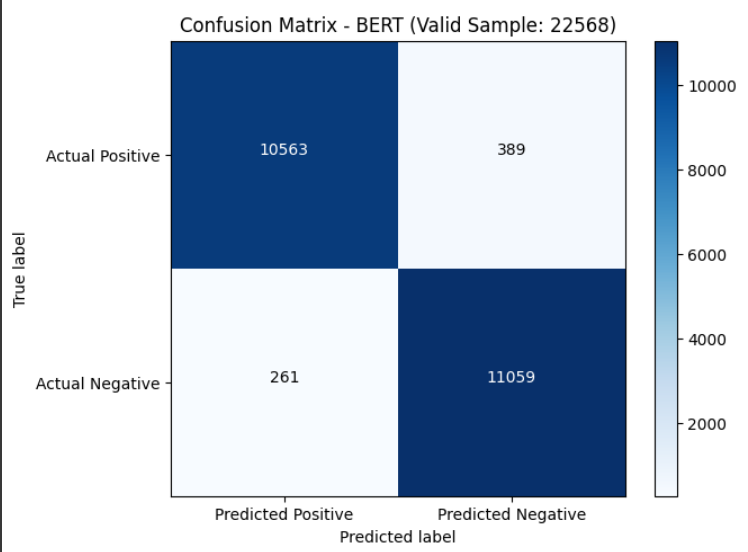 Confusion Matrix - BERT (Valid Sample: 22568)
Actual Positive
10563
389
Actual Negative
261
11059
True label
Predicted Positive
Predicted Negative
Predicted label
10000
8000
6000
4000
2000